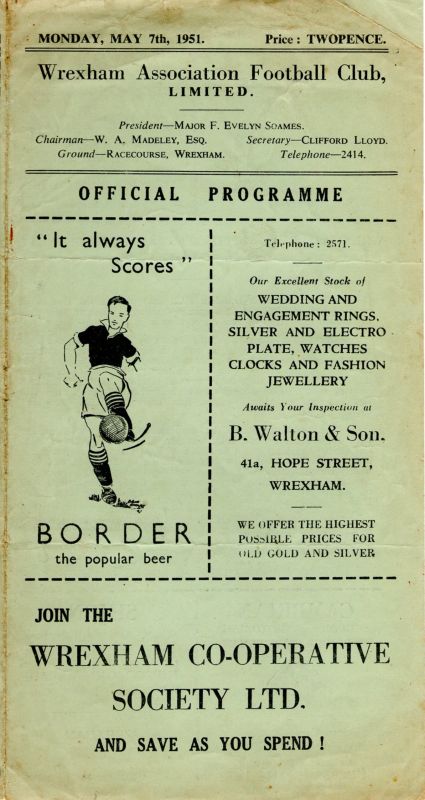 MONDAY, MAY 7th, 1951. Price: TWOPENCE.
Wrexham Association Football Club,
LIMITED.
President—MAJOR F. EVELYN SOAMES.
Chairman—W. A. MADELEY, ESQ. Secretary—CLIFFORD LLOYD.
Ground—RACECOURSE, WREXHAM. Telephone—2414.
OFFICIAL PROGRAMME
"It always
Scores"
BORDER
the popular beer
Telephone: 2571.
Our Excellent Stock of
WEDDING AND
ENGAGEMENT RINGS,
SILVER AND ELECTRO
PLATE, WATCHES
CLOCKS AND FASHION
JEWELLERY
Awaits Your Inspection at
B. Walton & Son.
41a, HOPE STREET,
WREXHAM.
WE OFFER THE HIGHEST
POSSIBLE PRICES FOR
OLD GOLD AND SILVER
JOIN THE
WREXHAM CO-OPERATIVE
SOCIETY LTD.
AND SAVE AS YOU SPEND!